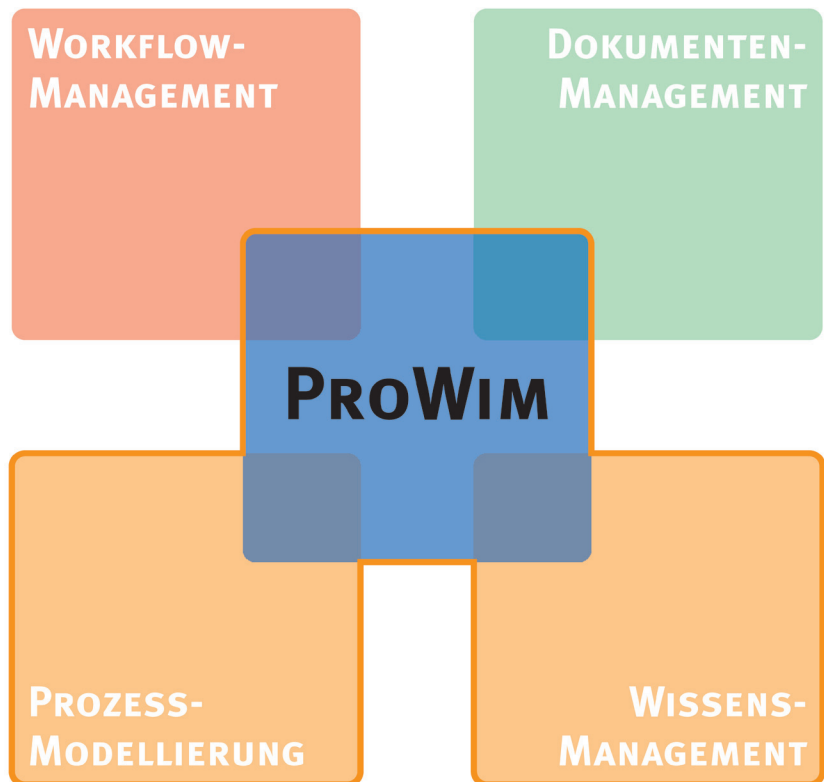 WORKFLOW-
MANAGEMENT
DOKUMENTEN-
MANAGEMENT
PROWIM
PROZESS-
MODELLIERUNG
WISSENS-
MANAGEMENT